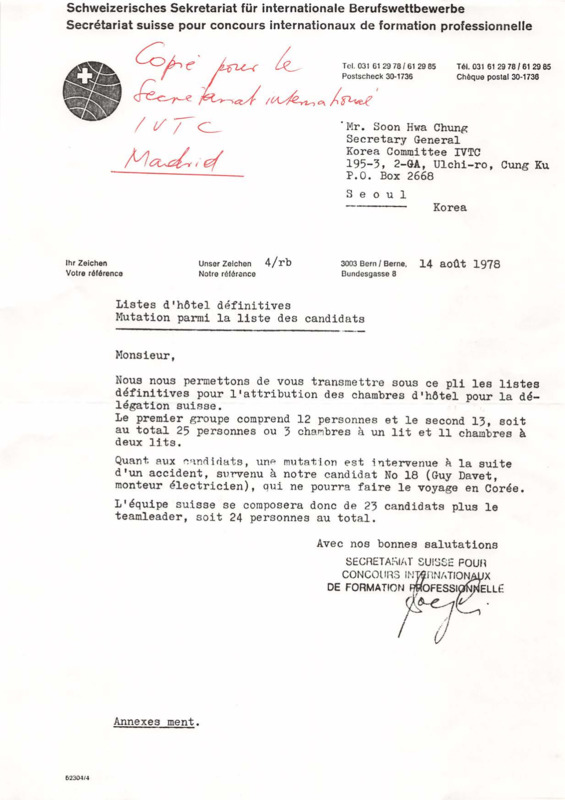 Schweizerisches Sekretariat für internationale Berufswettbewerbe
Secrétariat suisse pour concours internationaux de formation professionnelle
Copié pour le
Secrétariat international
IVTC
Madrid
Tel. 031 61 29 78 / 61 29 85
Postscheck 30-1736
Tél. 031 61 29 78 / 61 29 85
Chèque postal 30-1736
Mr. Soon Hwa Chung
Secretary General
Korea Committee IVTC
195-3, 2-GA, Ulchi-ro, Cung Ku
P.O. Box 2668
S e o u l
Korea
Ihr Zeichen
Votre référence
Unser Zeichen 4/rb
Notre référance
3003 Bern / Berne, 14 août 1978
Bundesgasse 8
Listes d'hôtel définitives
Mutation parmi la liste des candidats
Monsieur,
Nous nous permettons de vous transmettre sous ce pli les listes
définitives pour l'attribution des chambres d'hôtel pour la dé-
légation suisse.
Le premier groupe comprend 12 personnes et le second 13, soit
au total 25 personnes ou 3 chambres à un lit et 11 chambres à
deux lits.
Quant aux candidats, une mutation est intervenue à la suite
d'un accident, survenu à notre candidat No 18 (Guy Davet,
monteur électricien), qui ne pourra faire le voyage en Corée.
L'équipe suisse se composera donc de 23 candidats plus le
teamleader, soit 24 personnes au total.
Avec nos bonnes salutations
SECRETARIAT SUISSE POUR
CONCOURS INTERNATIONAUX
DE FORMATION PROFESSIONNELLE
Annexes ment.
62304/4